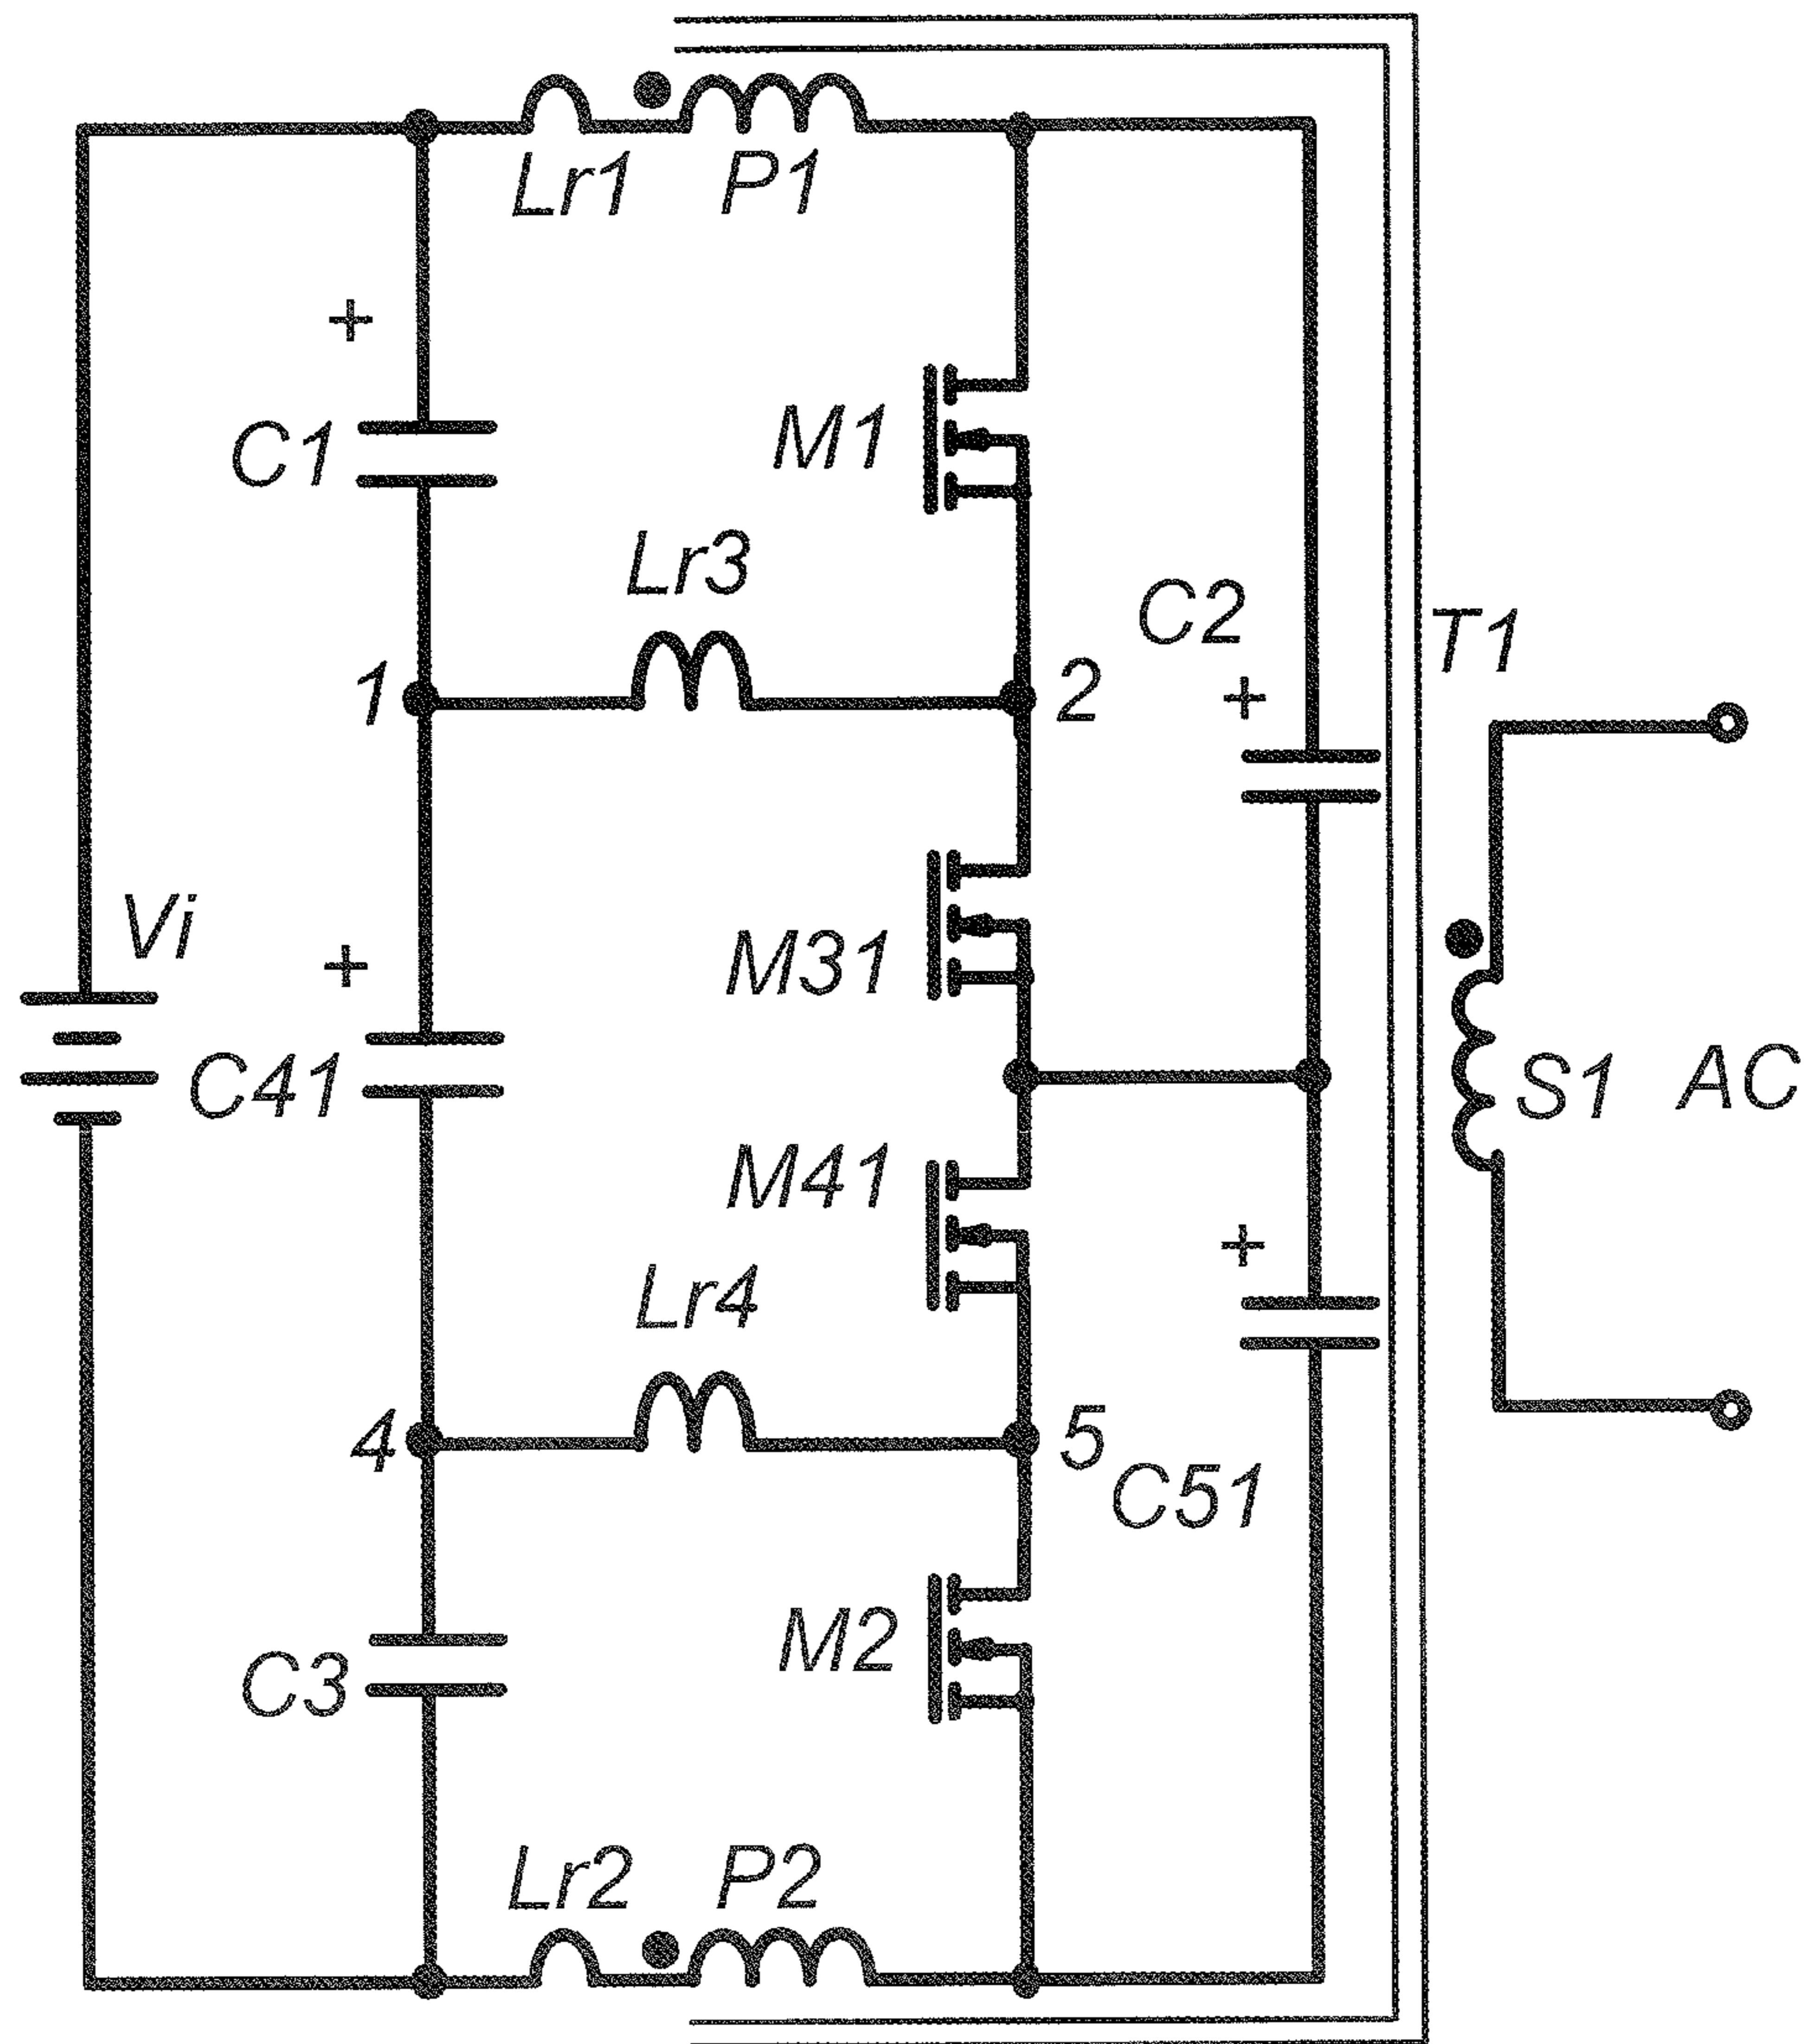 Lr1 P1
+
C1
M1
Lr3
C2
T1
1
2
+
Vi
M31
+
C41
S1 AC
M41
+
Lr4
4
5
C51
M2
C3
Lr2 P2